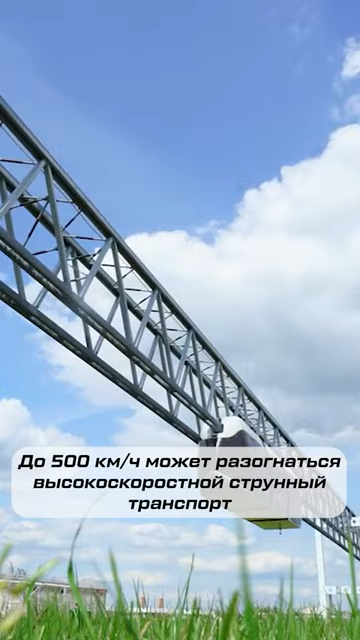 До 500 км/ч может разогнаться
высокоскоростной струнный
транспорт